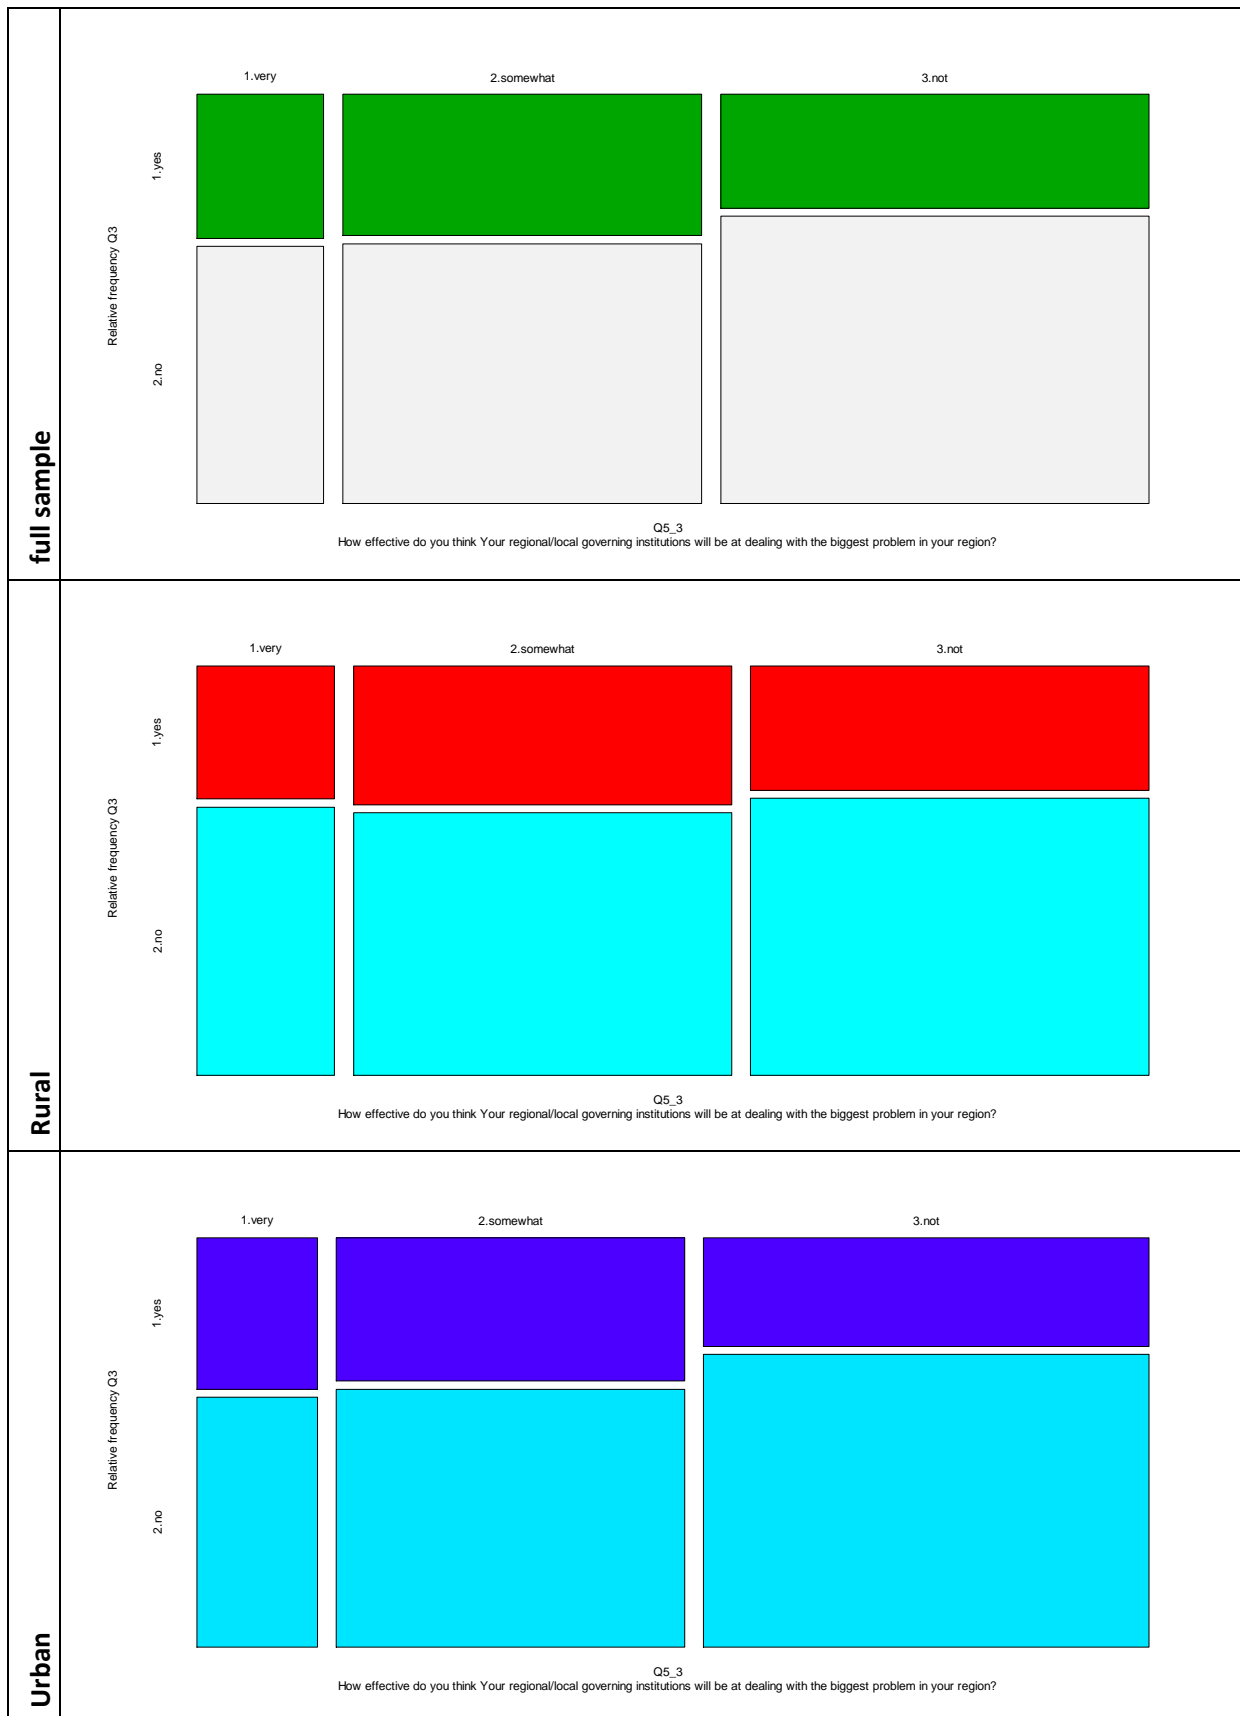 full sample
1.very 2.somewhat 3.not
1.yes
Relative frequency Q3
2.no
Q5_3
How effective do you think Your regional/local governing institutions will be at dealing with the biggest problem in your region?
Rural
1.very 2.somewhat 3.not
1.yes
Relative frequency Q3
2.no
Q5_3
How effective do you think Your regional/local governing institutions will be at dealing with the biggest problem in your region?
Urban
1.very 2.somewhat 3.not
1.yes
Relative frequency Q3
2.no
Q5_3
How effective do you think Your regional/local governing institutions will be at dealing with the biggest problem in your region?